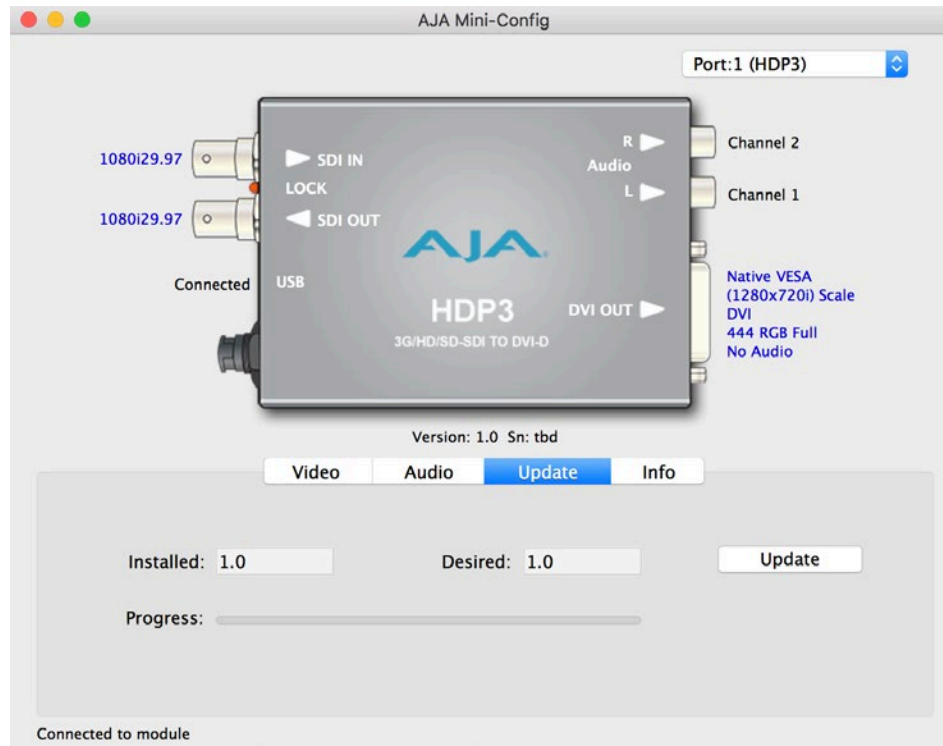 AJA Mini-Config
Port:1 (HDP3)
1080i29.97
SDI IN
R
Channel 2
Audio
LOCK
L
Channel 1
1080i29.97
SDI OUT
AJA
Connected
USB
HDP3
DVI OUT
3G/HD/SD-SDI TO DVI-D
Native VESA
(1280x720i) Scale
DVI
444 RGB Full
No Audio
Version: 1.0 Sn: tbd
Video Audio Update Info
Installed: 1.0 Desired: 1.0 Update
Progress:
Connected to module